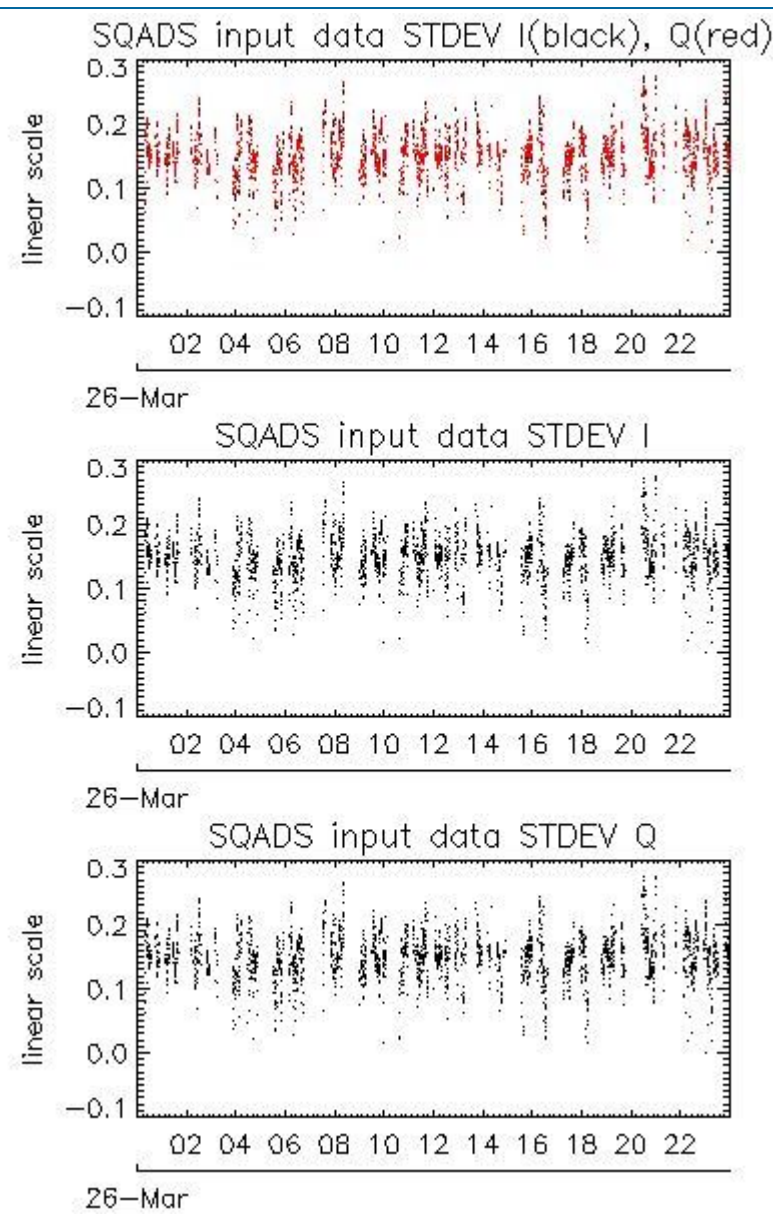 SQADS input data STDEV I(black), Q(red)
0.3
0.2
0.1
0.0
−0.1
linear scale
02 04 06 08 10 12 14 16 18 20 22
26−Mar
SQADS input data STDEV I
0.3
0.2
0.1
0.0
−0.1
linear scale
02 04 06 08 10 12 14 16 18 20 22
26−Mar
SQADS input data STDEV Q
0.3
0.2
0.1
0.0
−0.1
linear scale
02 04 06 08 10 12 14 16 18 20 22
26−Mar